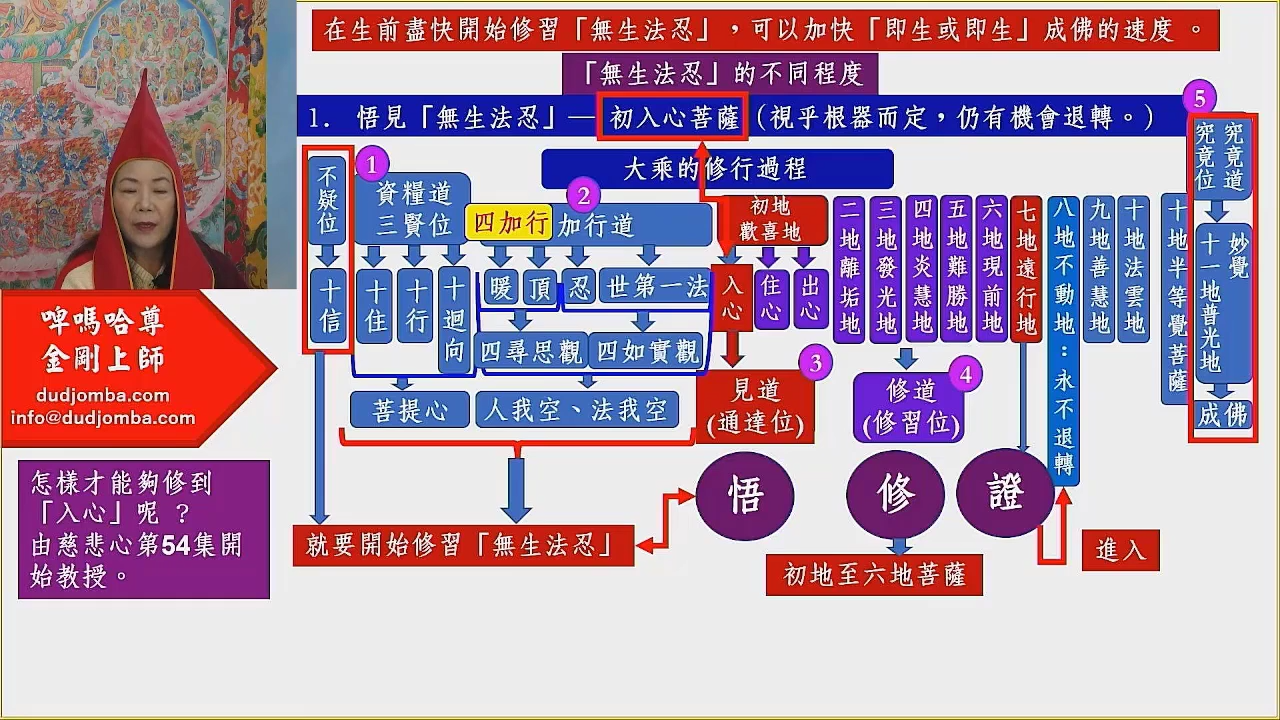 在生前盡快開始修習「無生法忍」，可以加快「即生或即生」成佛的速度 。
「無生法忍」的不同程度
1. 悟見「無生法忍」— 初入心菩薩（視乎根器而定，仍有機會退轉。）
大乘的修行過程
不疑位
十信
1
資糧道
三賢位
十住
十行
十迴向
菩提心
2
四加行 加行道
暖
頂
忍
世第一法
四尋思觀
四如實觀
人我空、法我空
初地
歡喜地
入心
住心
出心
3
見道
(通達位)
二地離垢地
三地發光地
四地炎慧地
五地難勝地
六地現前地
七地遠行地
4
修道
(修習位)
八地不動地：永不退轉
九地善慧地
十地法雲地
十地半等覺菩薩
5
究竟道
究竟位
妙覺
十一地普光地
成佛
就要開始修習「無生法忍」
悟
修
證
初地至六地菩薩
進入
啤嗎哈尊
金剛上師
dudjomba.com
info@dudjomba.com
怎樣才能夠修到
「入心」呢 ？
由慈悲心第54集開
始教授。